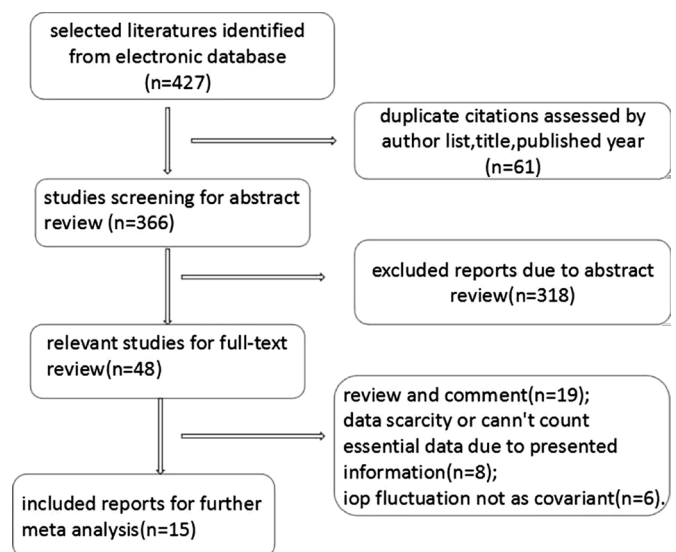 selected literatures identified
from electronic database
(n=427)
duplicate citations assessed by
author list,title,published year
(n=61)
studies screening for abstract
review (n=366)
excluded reports due to abstract
review(n=318)
relevant studies for full-text
review(n=48)
review and comment(n=19);
data scarcity or cann't count
essential data due to presented
information(n=8);
iop fluctuation not as covariant(n=6).
included reports for further
meta analysis(n=15)